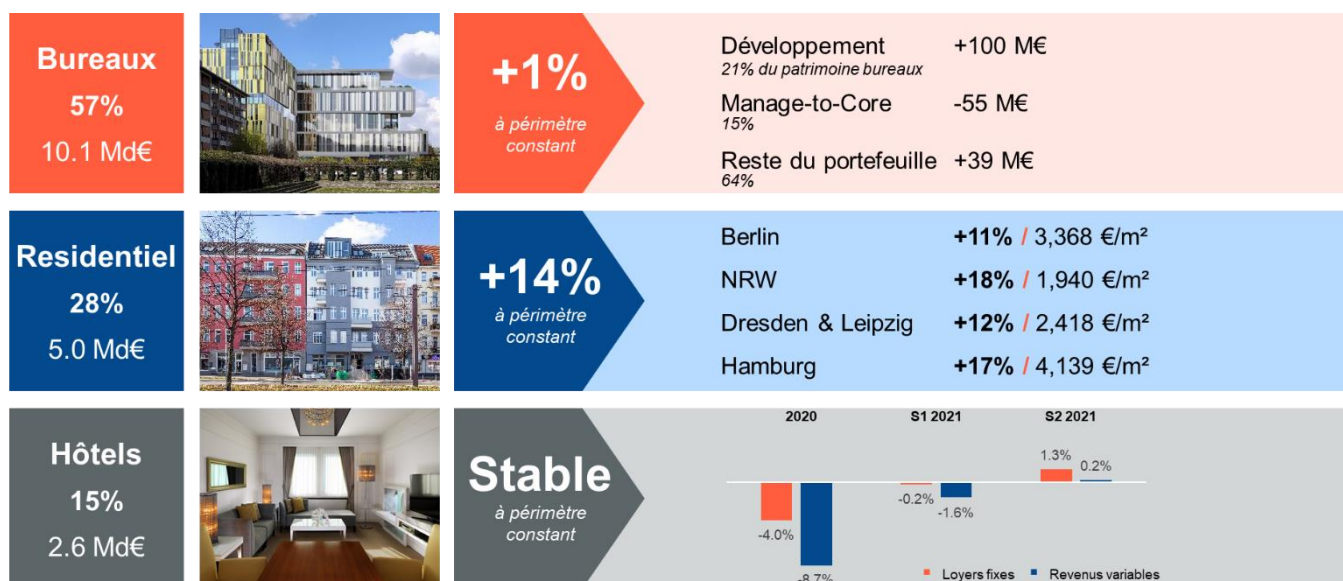 Bureaux
57%
10.1 Md€
+1%
à périmètre
constant
Développement +100 M€
21% du patrimoine bureaux
Manage-to-Core -55 M€
15%
Reste du portefeuille +39 M€
64%
Residentiel
28%
5.0 Md€
+14%
à périmètre
constant
Berlin +11% / 3,368 €/m²
NRW +18% / 1,940 €/m²
Dresden & Leipzig +12% / 2,418 €/m²
Hamburg +17% / 4,139 €/m²
Hôtels
15%
2.6 Md€
Stable
à périmètre
constant
2020 S1 2021 S2 2021
1.3%
0.2%
-0.2%
-1.6%
-4.0%
-8.7%
Loyers fixes Revenus variables